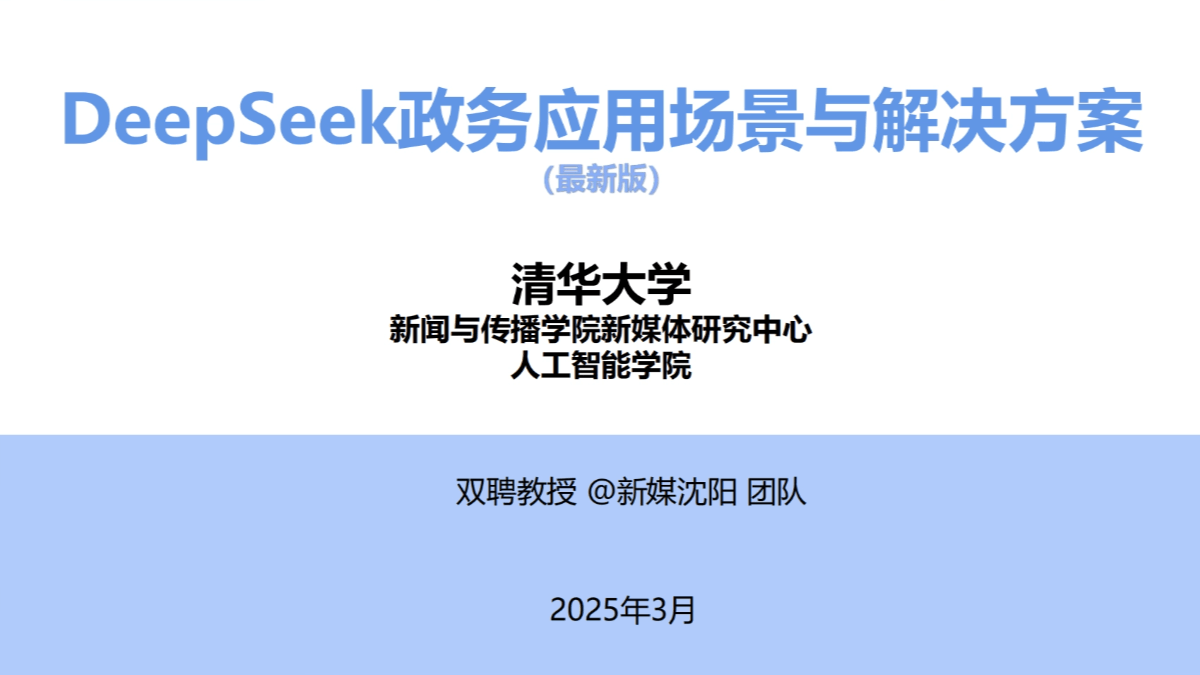 DeepSeek政务应用场景与解决方案
（最新版）
清华大学
新闻与传播学院新媒体研究中心
人工智能学院
双聘教授 @新媒沈阳 团队
2025年3月